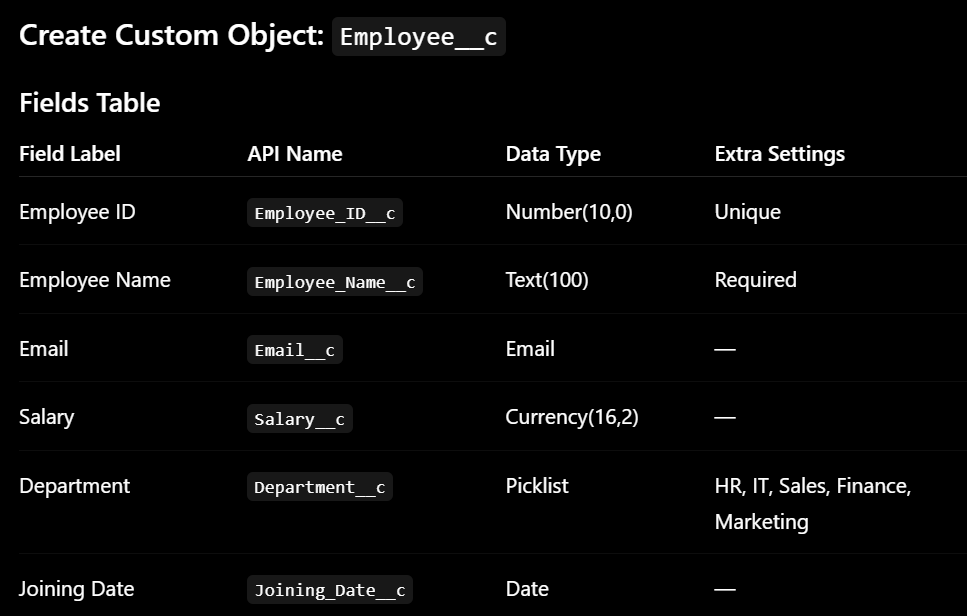 Create Custom Object: Employee__c
Fields Table
Field Label API Name Data Type Extra Settings
Employee ID Employee_ID__c Number(10,0) Unique
Employee Name Employee_Name__c Text(100) Required
Email Email__c Email —
Salary Salary__c Currency(16,2) —
Department Department__c Picklist HR, IT, Sales, Finance,
Marketing
Joining Date Joining_Date__c Date —